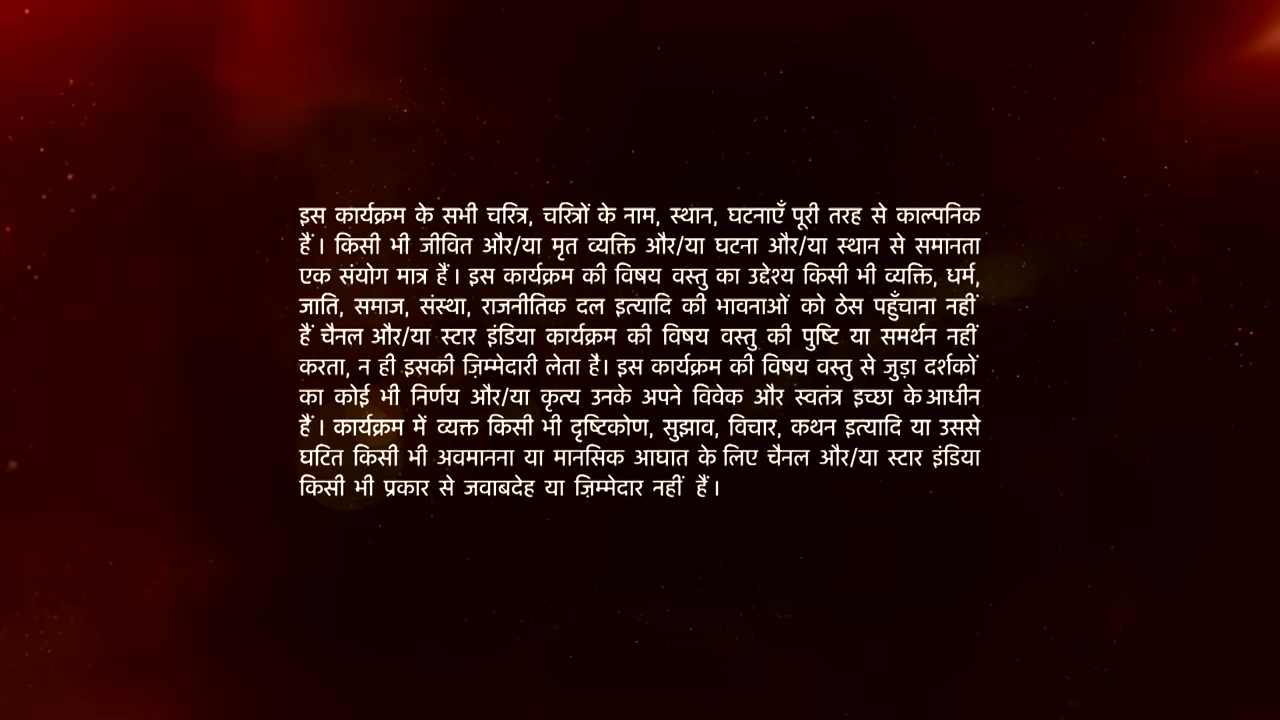 इस कार्यक्रम के सभी चरित्र, चरित्रों के नाम, स्थान, घटनाएँ पूरी तरह से काल्पनिक
हैं। किसी भी जीवित और/या मृत व्यक्ति और/या घटना और/या स्थान से समानता
एक संयोग मात्र हैं। इस कार्यक्रम की विषय वस्तु का उद्देश्य किसी भी व्यक्ति, धर्म,
जाति, समाज, संस्था, राजनीतिक दल इत्यादि की भावनाओं को ठेस पहुँचाना नहीं
हैं चैनल और/या स्टार इंडिया कार्यक्रम की विषय वस्तु की पुष्टि या समर्थन नहीं
करता, न ही इसकी ज़िम्मेदारी लेता है। इस कार्यक्रम की विषय वस्तु से जुड़ा दर्शकों
का कोई भी निर्णय और/या कृत्य उनके अपने विवेक और स्वतंत्र इच्छा के आधीन
हैं। कार्यक्रम में व्यक्त किसी भी दृष्टिकोण, सुझाव, विचार, कथन इत्यादि या उससे
घटित किसी भी अवमानना या मानसिक आघात के लिए चैनल और/या स्टार इंडिया
किसी भी प्रकार से जवाबदेह या ज़िम्मेदार नहीं हैं।